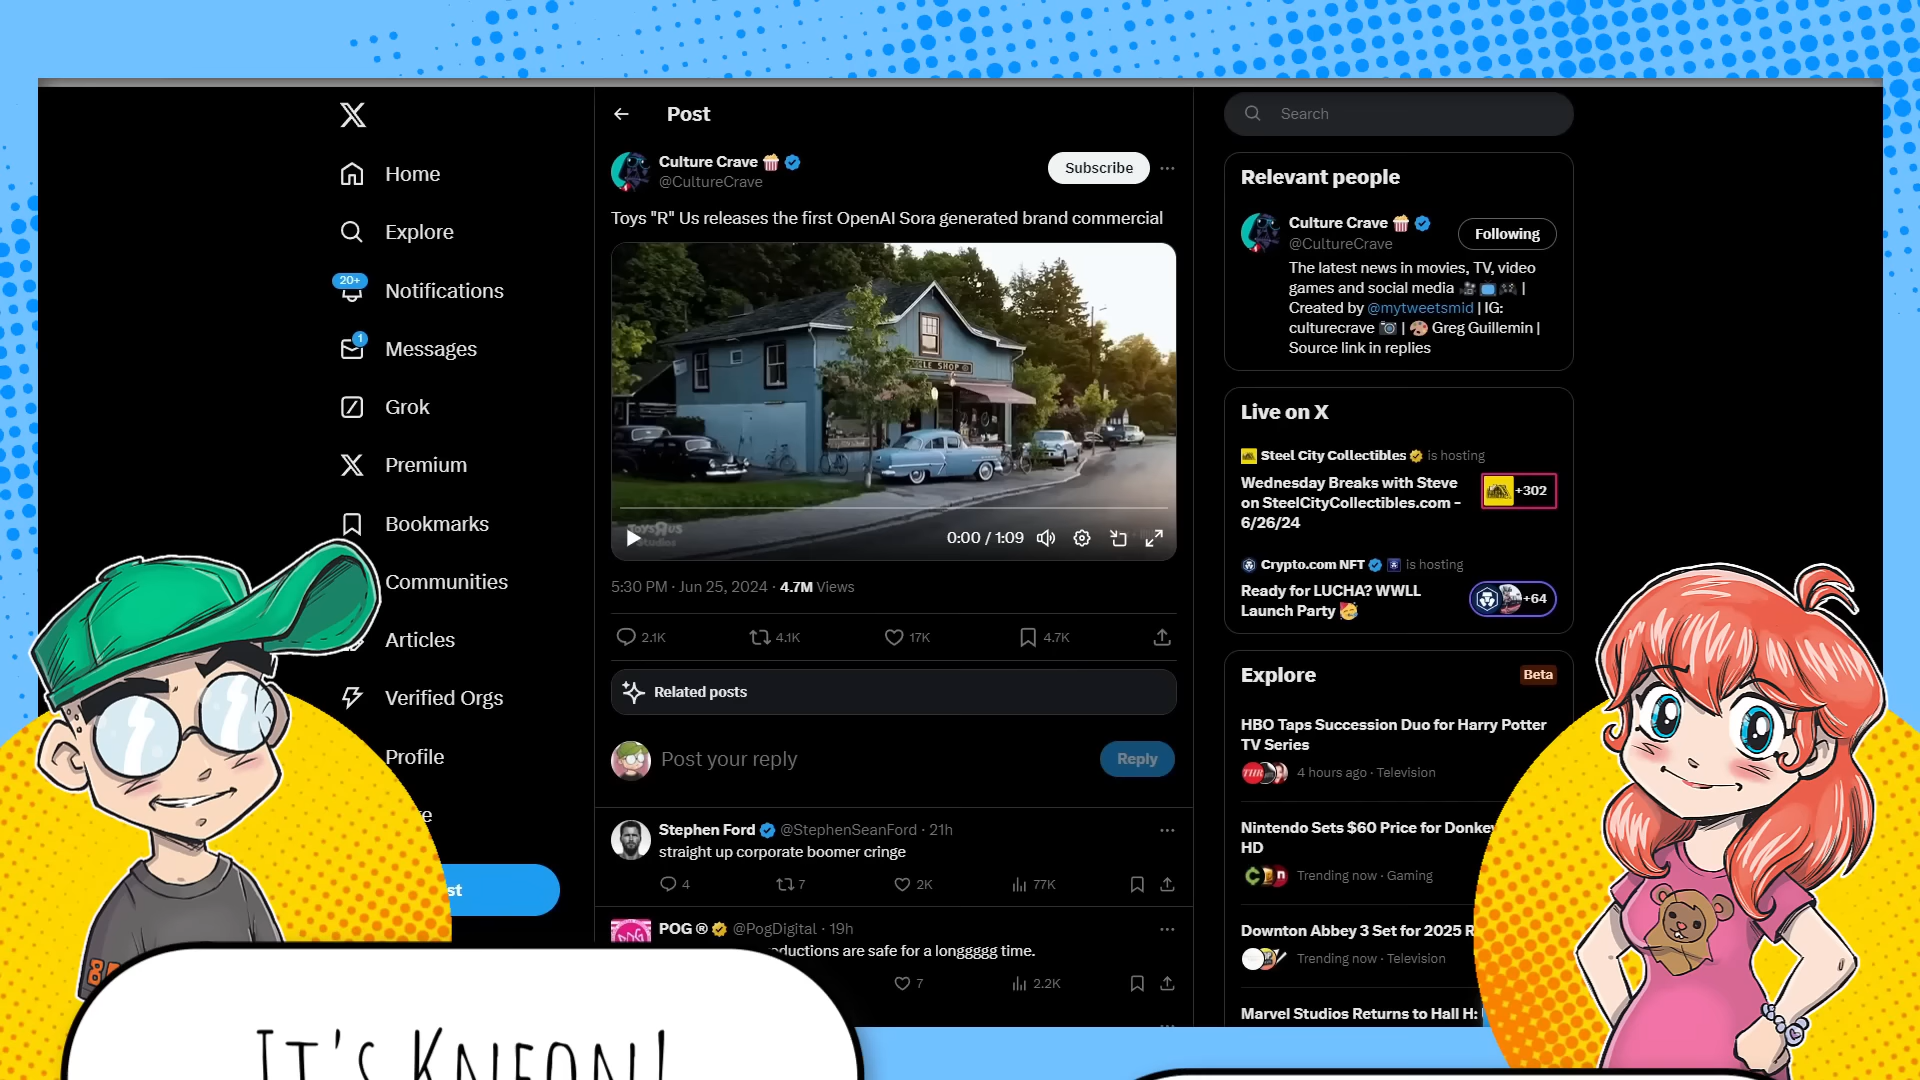 Home
Explore
20+
Notifications
1
Messages
Grok
Premium
Bookmarks
Communities
Articles
Verified Orgs
Profile
Post
Culture Crave
@CultureCrave
Subscribe
Toys "R" Us releases the first OpenAI Sora generated brand commercial
SHOP
TOYS"R"US
Studios
0:00 / 1:09
5:30 PM · Jun 25, 2024 · 4.7M Views
2.1K
4.1K
17K
4.7K
Related posts
Post your reply
Reply
Stephen Ford @StephenSeanFord · 21h
straight up corporate boomer cringe
4
7
2K
77K
POG ® @PogDigital · 19h
are safe for a longgggg time.
7
2.2K
Search
Relevant people
Culture Crave
@CultureCrave
Following
The latest news in movies, TV, video
games and social media |
Created by @mytweetsmid | IG:
culturecrave | Greg Guillemin |
Source link in replies
Live on X
Steel City Collectibles is hosting
Wednesday Breaks with Steve
on SteelCityCollectibles.com –
6/26/24
+302
Crypto.com NFT is hosting
Ready for LUCHA? WWLL
Launch Party
+64
Explore
Beta
HBO Taps Succession Duo for Harry Potter
TV Series
4 hours ago · Television
Nintendo Sets $60 Price for
HD
Trending now · Gaming
Downton Abbey 3 Set for 2025
Trending now · Television
Marvel Studios Returns to Hall H:
IT'S KNEON!